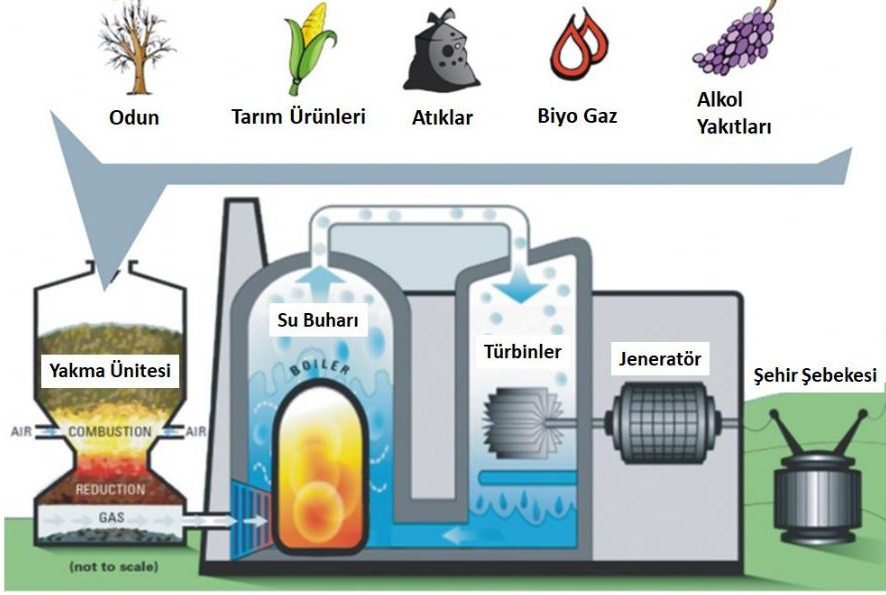 Odun
Tarım Ürünleri
Atıklar
Biyo Gaz
Alkol
Yakıtları
Su Buharı
BOILER
Türbinler
Jeneratör
Şehir Şebekesi
Yakma Ünitesi
AIR
COMBUSTION
AIR
REDUCTION
GAS
(not to scale)